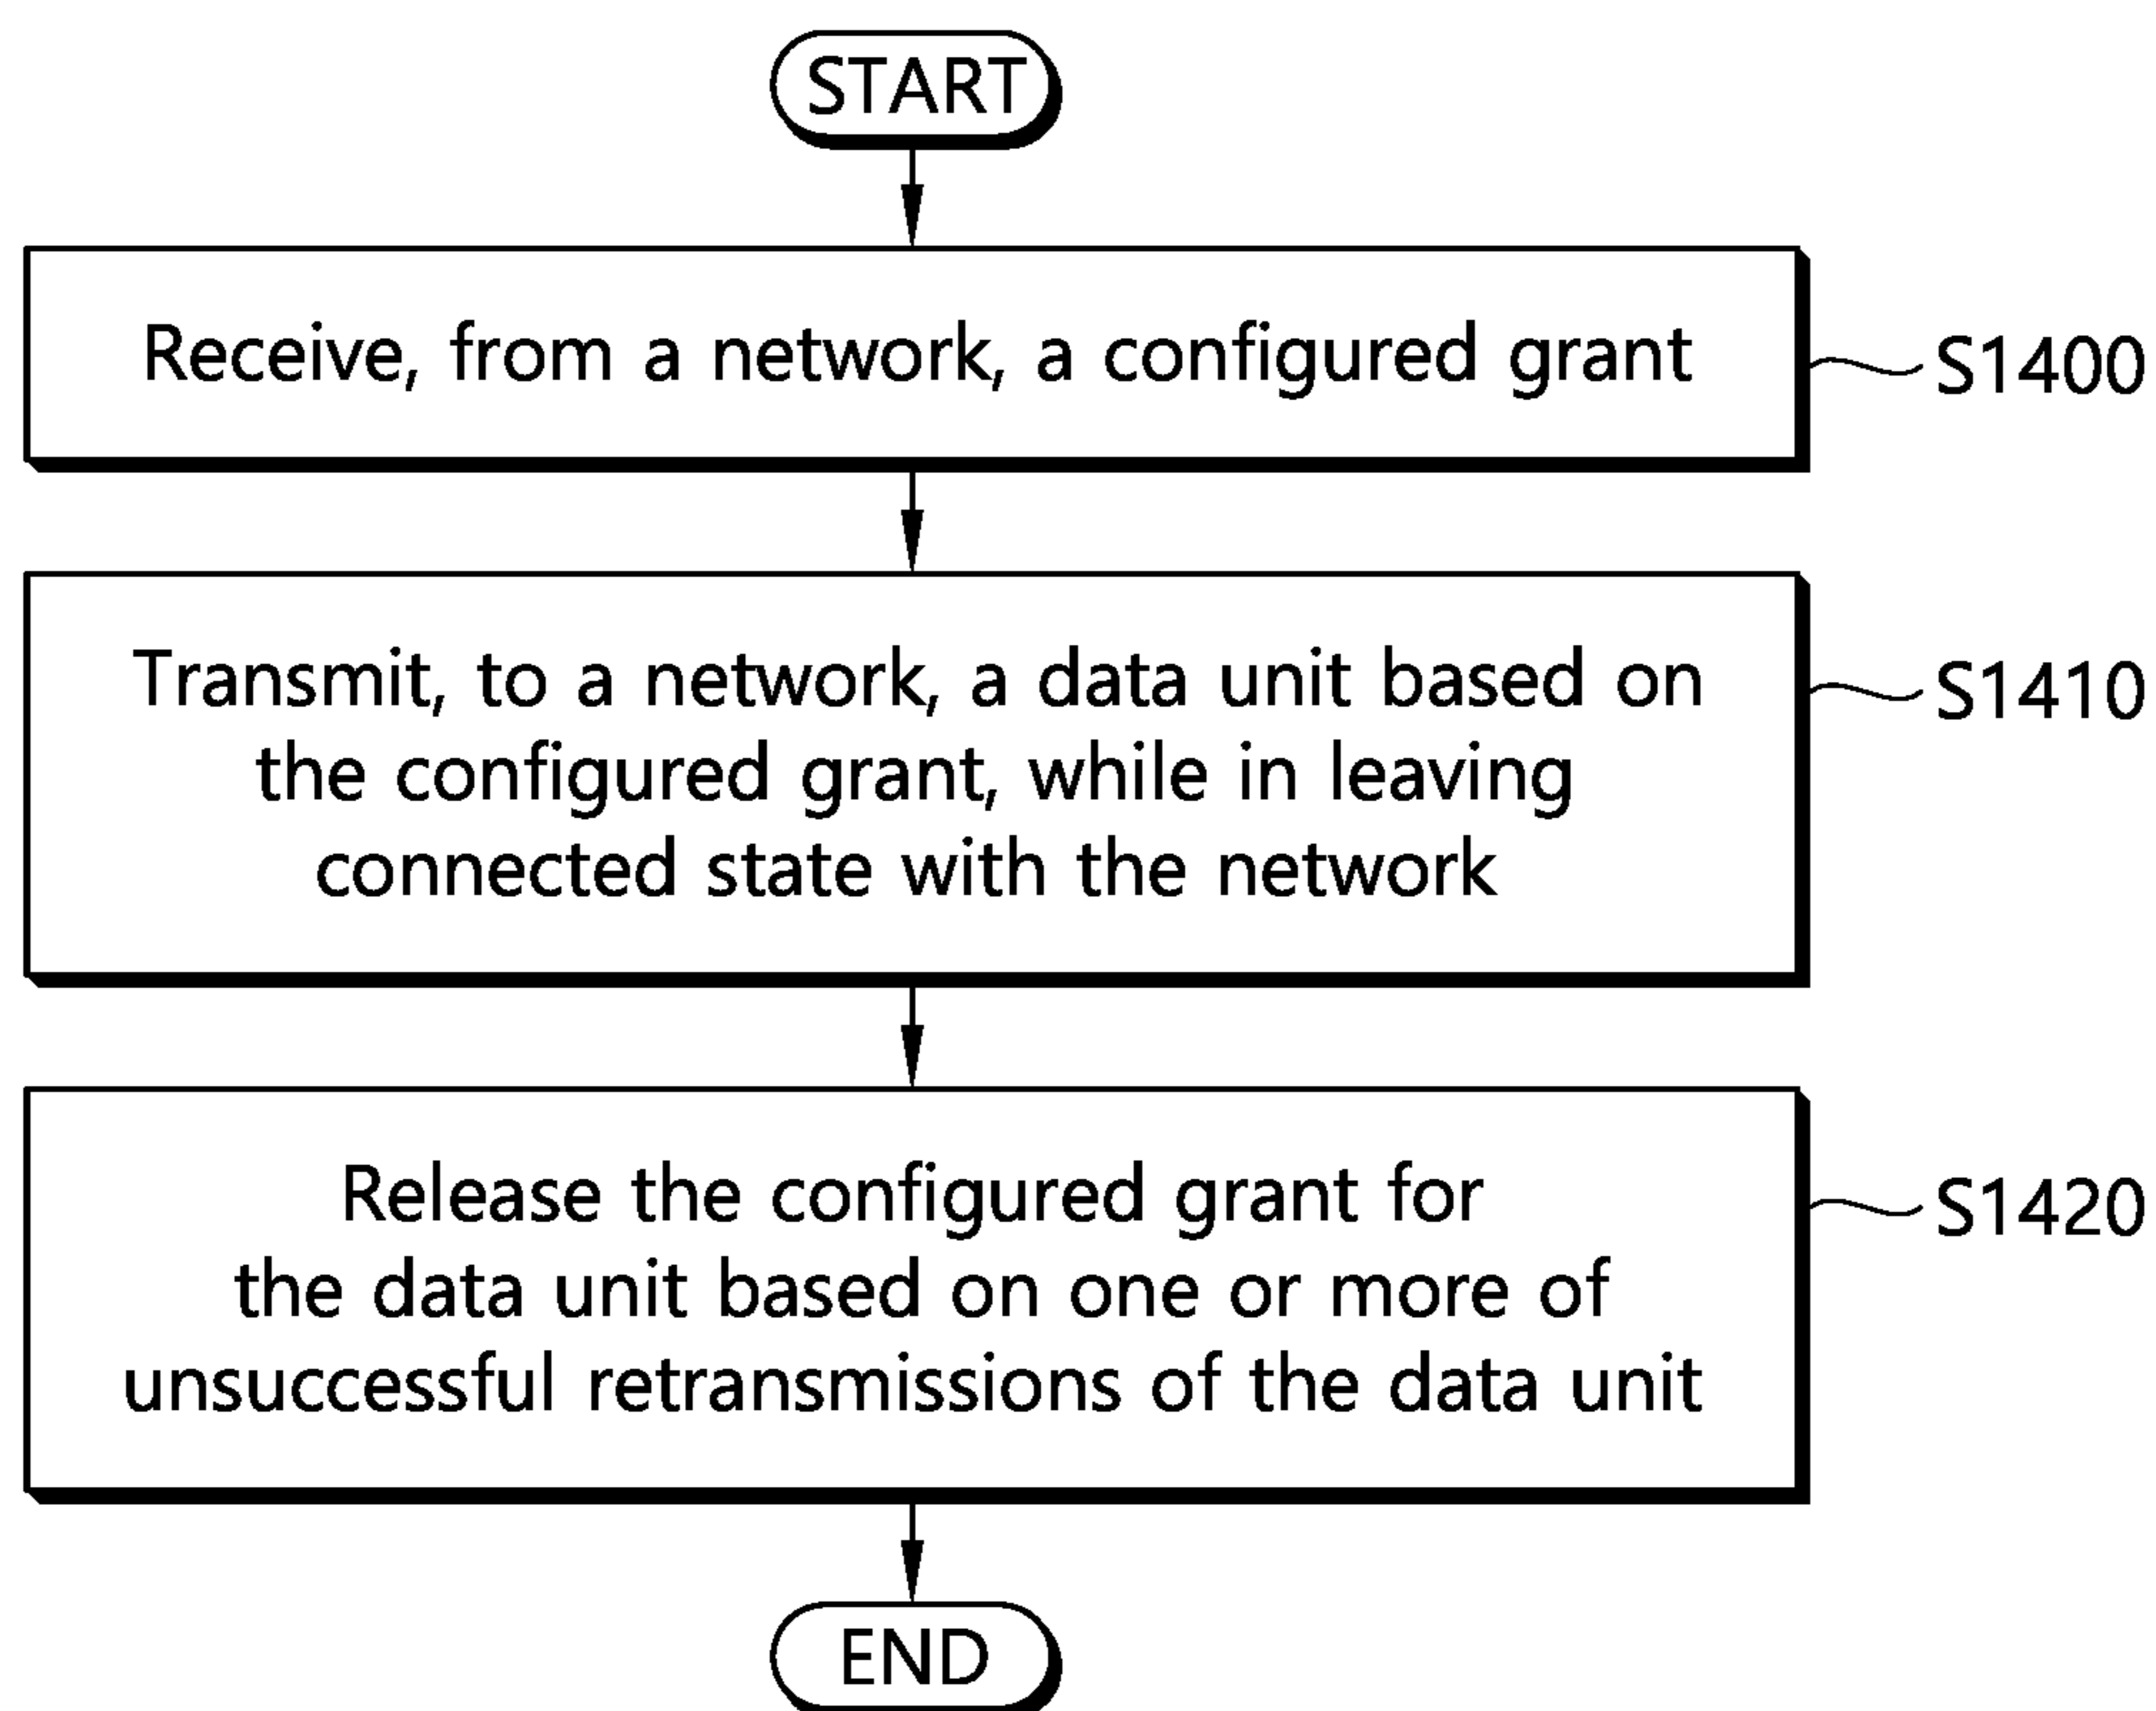 START
Receive, from a network, a configured grant
S1400
Transmit, to a network, a data unit based on
the configured grant, while in leaving
connected state with the network
S1410
Release the configured grant for
the data unit based on one or more of
unsuccessful retransmissions of the data unit
S1420
END